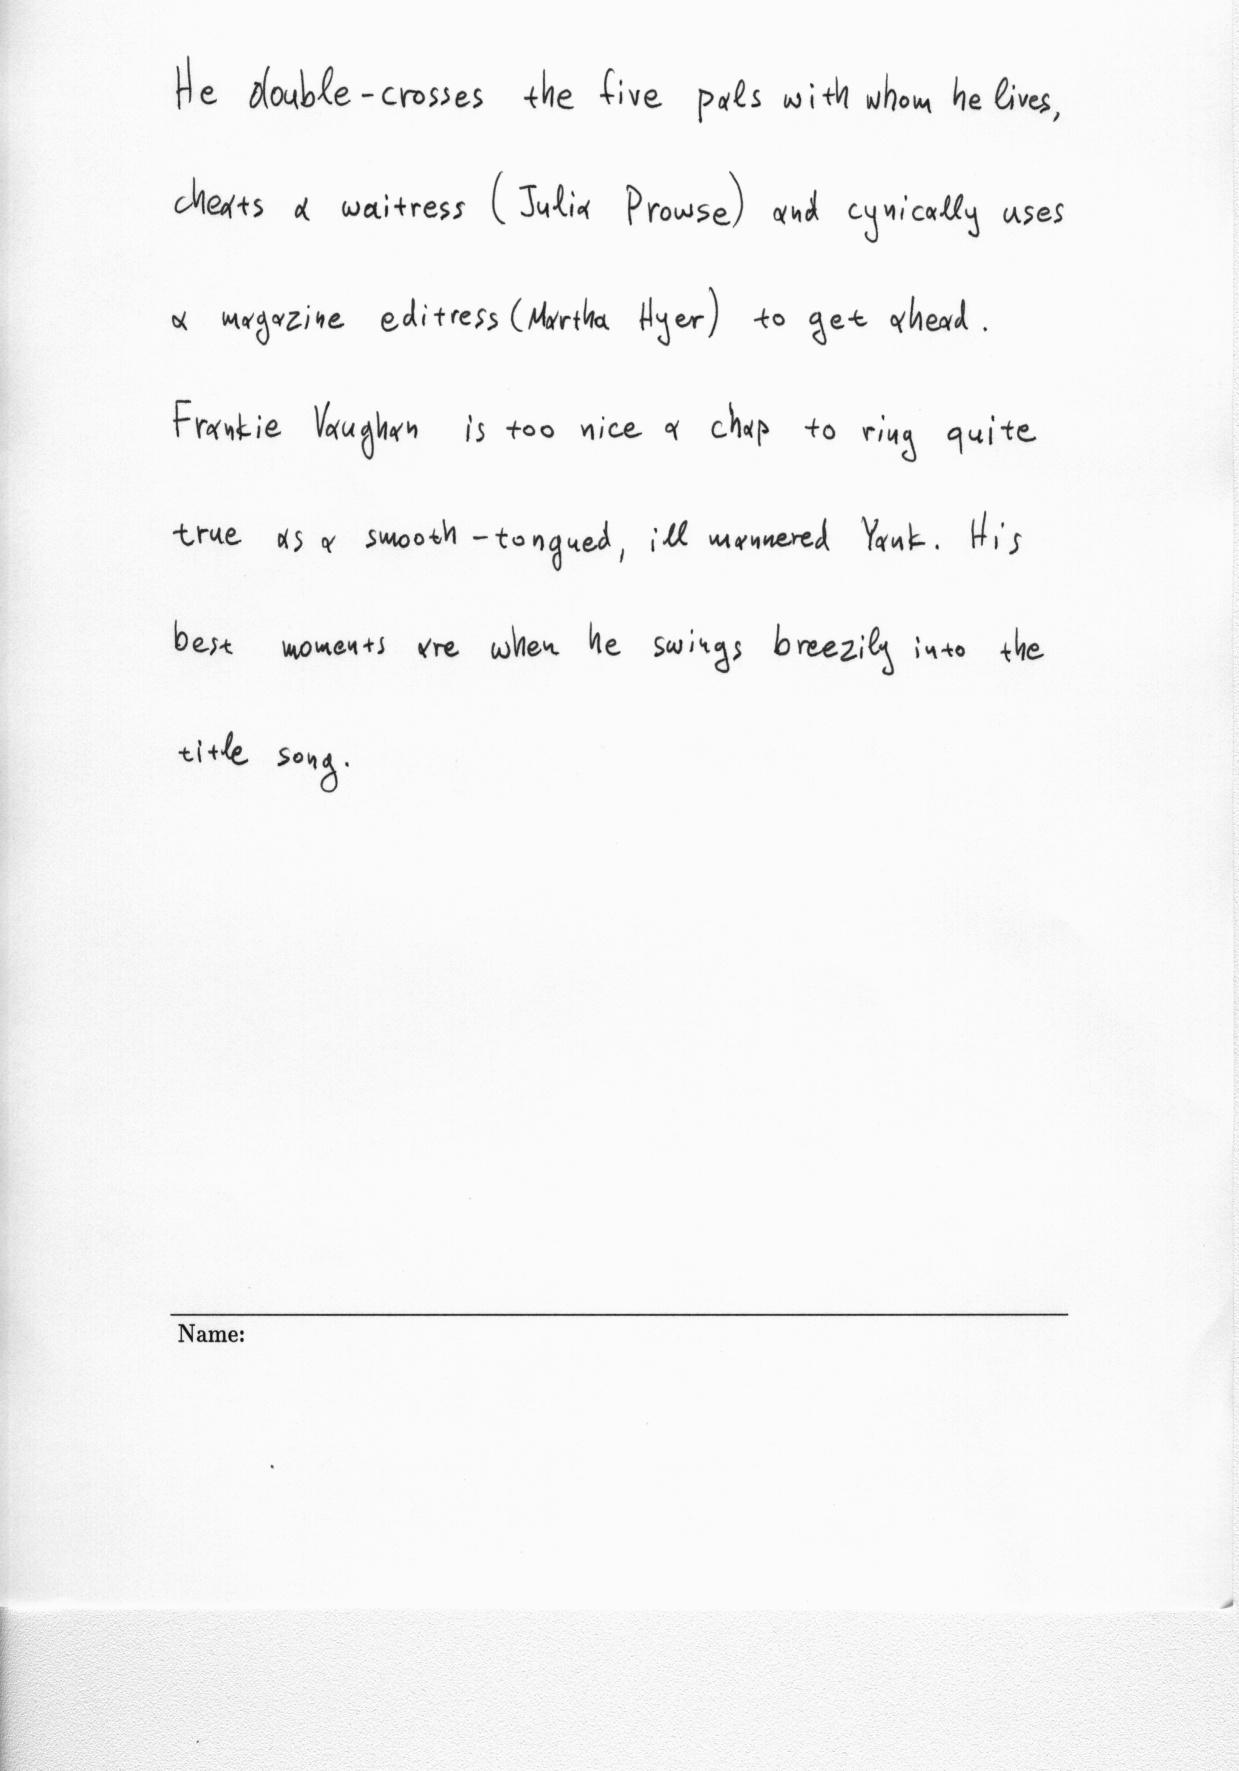 He double-crosses the five pals with whom he lives,
cheats a waitress (Julia Prowse) and cynically uses
a magazine editress (Martha Hyer) to get ahead.
Frankie Vaughan is too nice a chap to ring quite
true as a smooth-tongued, ill mannered Yank. His
best moments are when he swings breezily into the
title song.
Name: